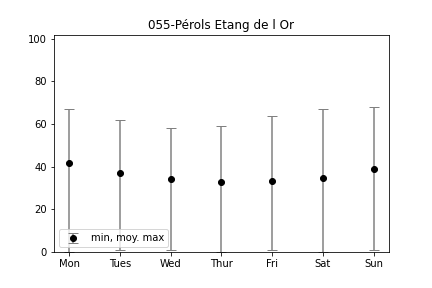 055-Pérols Etang de l Or
100
80
60
40
20
0
min, moy. max
Mon Tues Wed Thur Fri Sat Sun